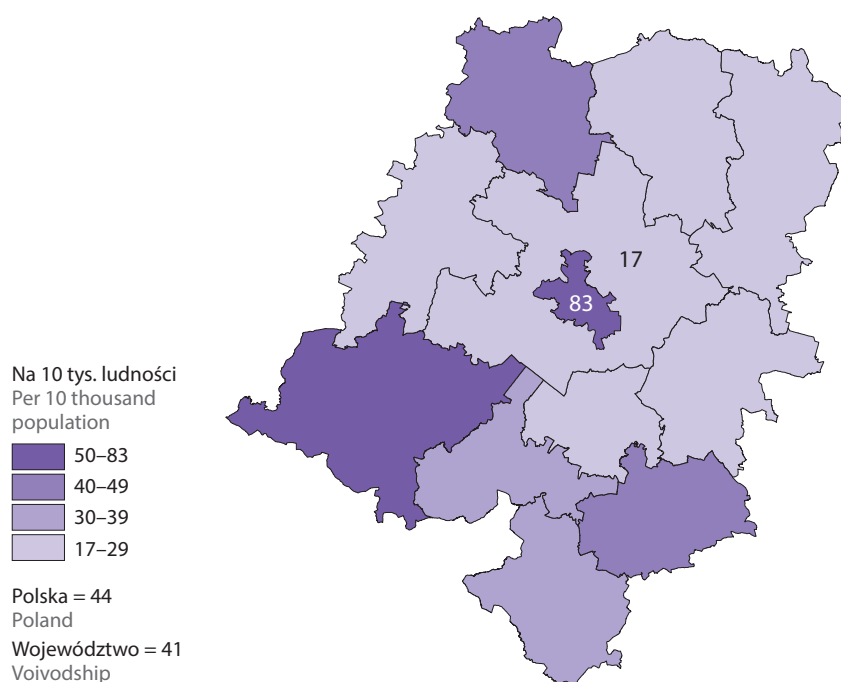 17
83
Na 10 tys. ludności
Per 10 thousand
population
50–83
40–49
30–39
17–29
Polska = 44
Poland
Województwo = 41
Voivodship